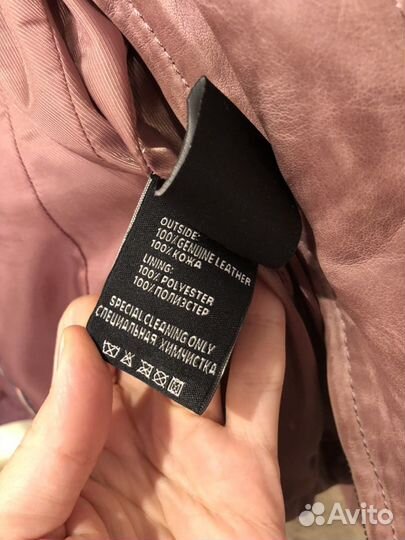 OUTSIDE:
100% GENUINE LEATHER
100% КОЖА
LINING:
100% POLYESTER
100% ПОЛИЭСТЕР
SPECIAL CLEANING ONLY
СПЕЦИАЛЬНАЯ ХИМЧИСТКА
Avito